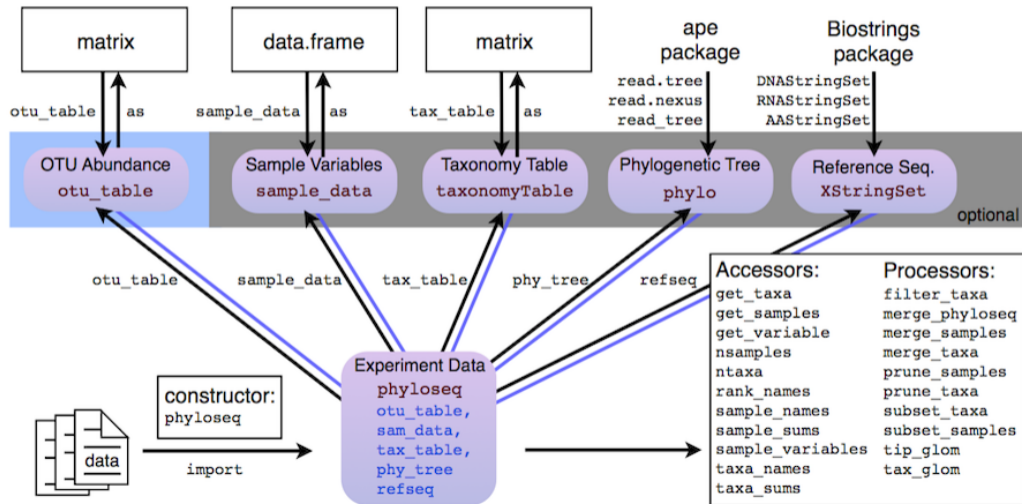 matrix
data.frame
matrix
ape
package
Biostrings
package
otu_table
as
sample_data
as
tax_table
as
read.tree
read.nexus
read_tree
DNAStringSet
RNAStringSet
AAStringSet
OTU Abundance
otu_table
Sample Variables
sample_data
Taxonomy Table
taxonomyTable
Phylogenetic Tree
phylo
Reference Seq.
XStringSet
optional
otu_table
sample_data
tax_table
phy_tree
refseq
Accessors:
get_taxa
get_samples
get_variable
nsamples
ntaxa
rank_names
sample_names
sample_sums
sample_variables
taxa_names
taxa_sums
Processors:
filter_taxa
merge_phyloseq
merge_samples
merge_taxa
prune_samples
prune_taxa
subset_taxa
subset_samples
tip_glom
tax_glom
Experiment Data
phyloseq
otu_table,
sam_data,
tax_table,
phy_tree
refseq
constructor:
phyloseq
data
import